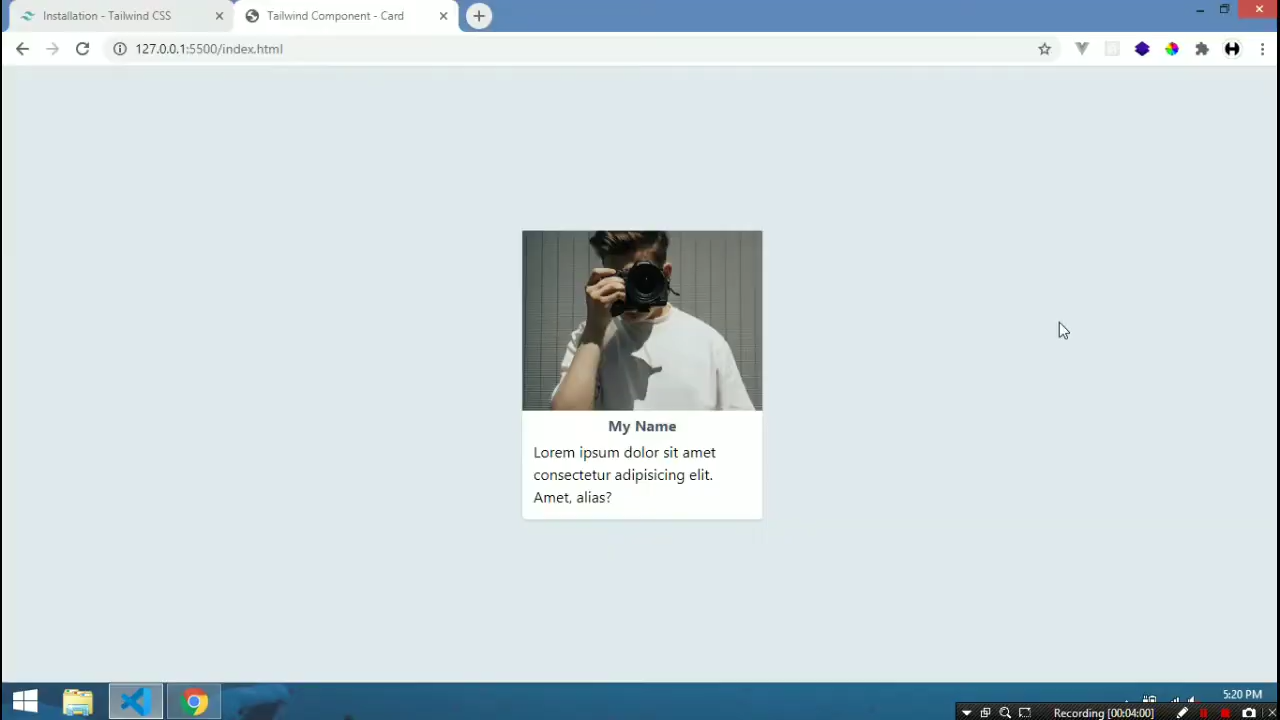 Installation - Tailwind CSS
Tailwind Component - Card
127.0.0.1:5500/index.html
My Name
Lorem ipsum dolor sit amet
consectetur adipisicing elit.
Amet, alias?
5:20 PM
Recording [00:04:00]